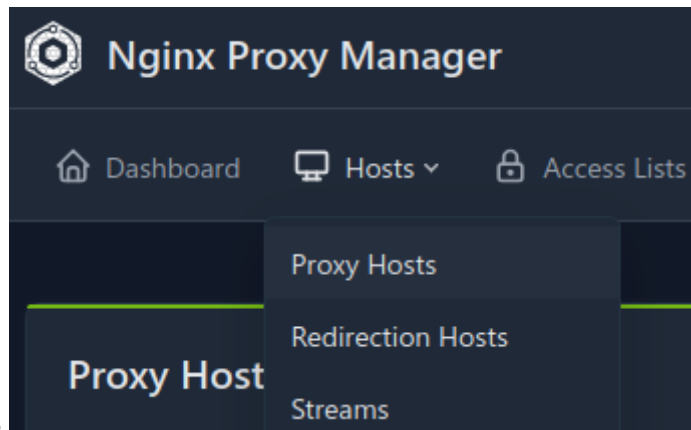 Nginx Proxy Manager
Dashboard Hosts Access Lists
Proxy Hosts
Redirection Hosts
Proxy Host
Streams